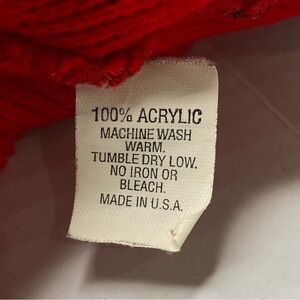 100% ACRYLIC
MACHINE WASH
WARM.
TUMBLE DRY LOW.
NO IRON OR
BLEACH.
MADE IN U.S.A.